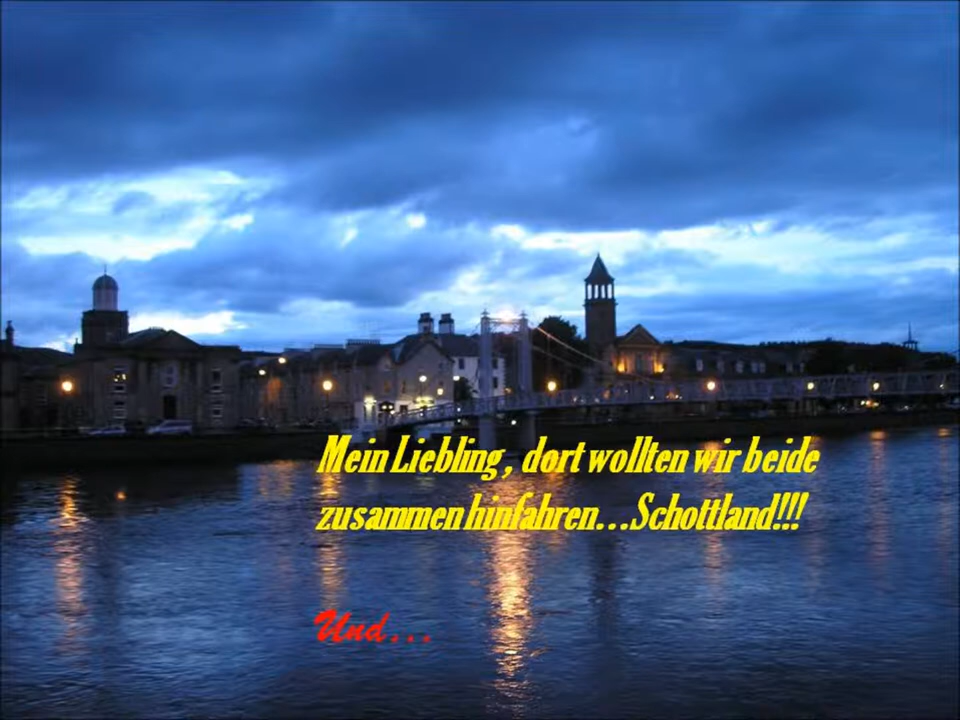 Mein Liebling , dort wollten wir beide
zusammen hinfahren...Schottland!!!
Und...